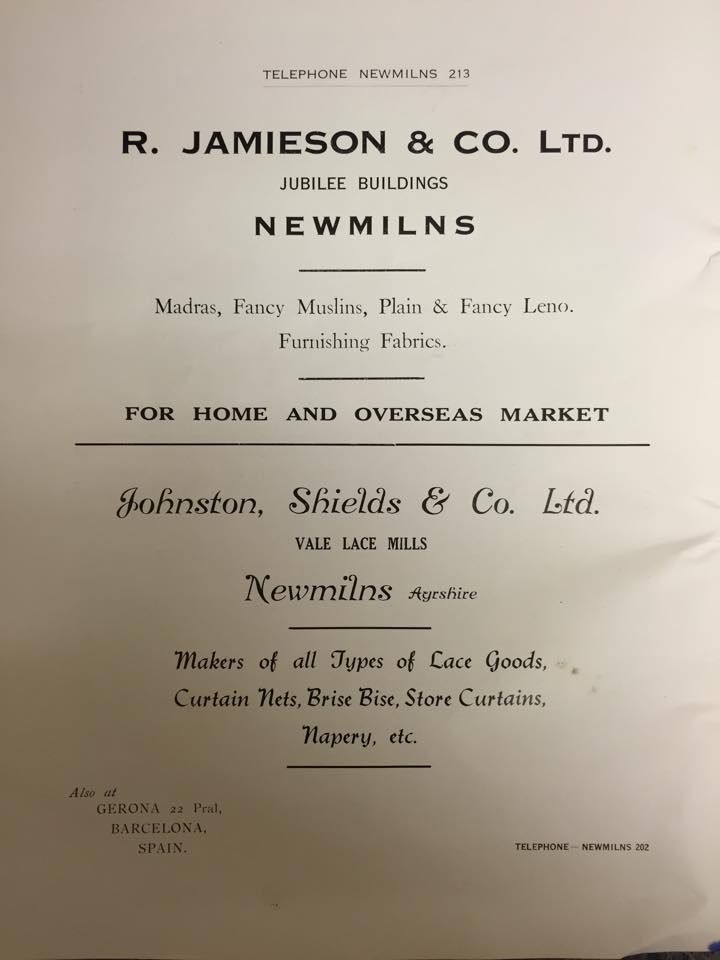 TELEPHONE NEWMILNS 213
R. JAMIESON & CO. LTD.
JUBILEE BUILDINGS
NEWMILNS
Madras, Fancy Muslins, Plain & Fancy Leno.
Furnishing Fabrics.
FOR HOME AND OVERSEAS MARKET
Johnston, Shields & Co. Ltd.
VALE LACE MILLS
Newmilns Ayrshire
Makers of all Types of Lace Goods,
Curtain Nets, Brise Bise, Store Curtains,
Napery, etc.
Also at
GERONA 22 Pral,
BARCELONA,
SPAIN.
TELEPHONE — NEWMILNS 202